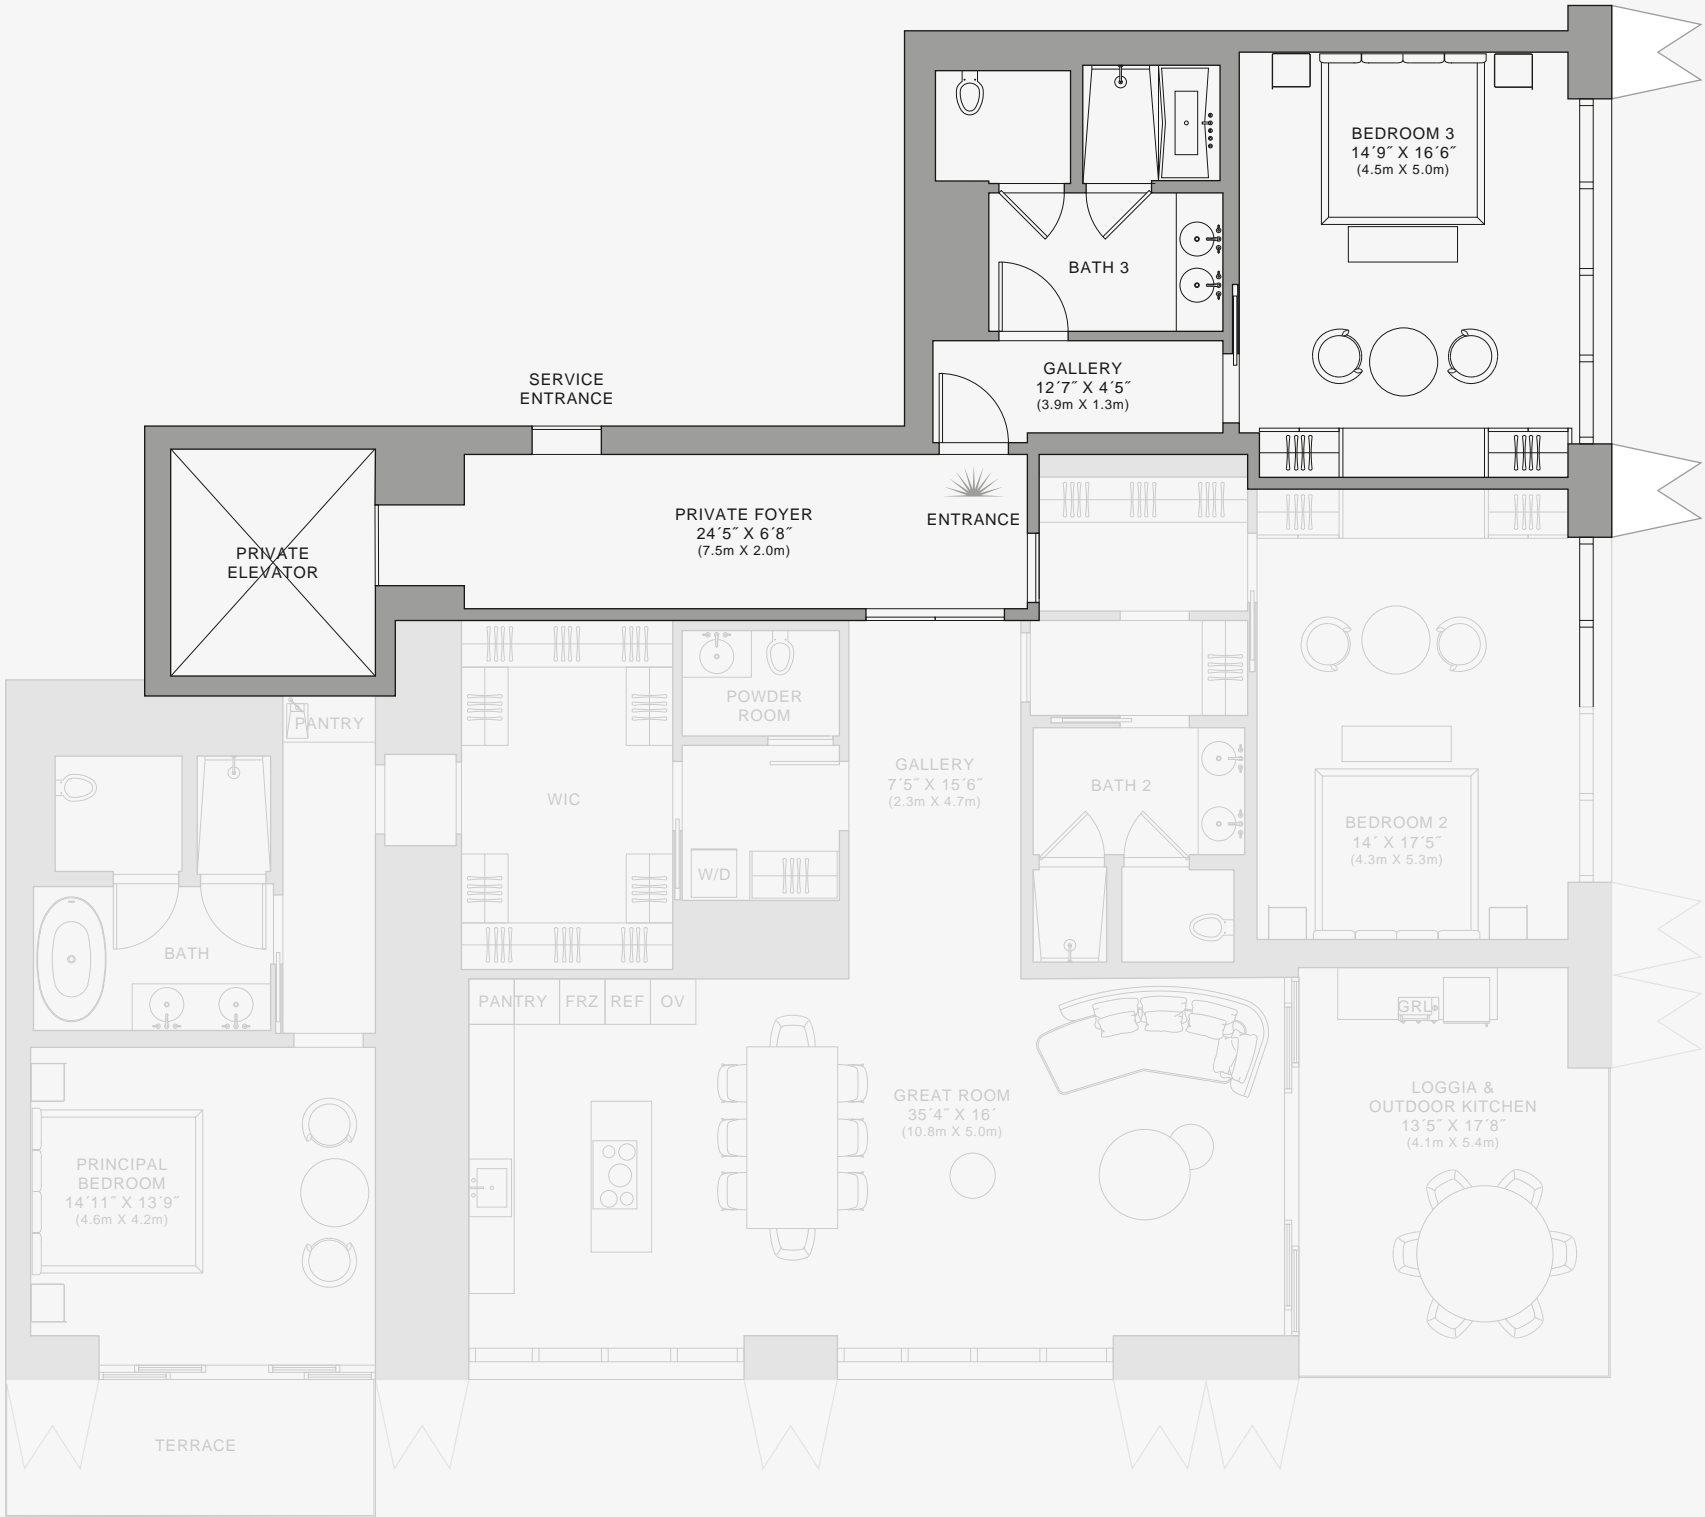 BEDROOM 3
14´9˝ X 16´6˝
(4.5m X 5.0m)
BATH 3
GALLERY
12´7˝ X 4´5˝
(3.9m X 1.3m)
SERVICE
ENTRANCE
PRIVATE FOYER
24´5˝ X 6´8˝
(7.5m X 2.0m)
ENTRANCE
PRIVATE
ELEVATOR
PANTRY
POWDER
ROOM
WIC
W/D
GALLERY
7´5˝ X 15´6˝
(2.3m X 4.7m)
BATH 2
BEDROOM 2
14´ X 17´5˝
(4.3m X 5.3m)
BATH
PANTRY
FRZ
REF
OV
GRL
GREAT ROOM
35´4˝ X 16´
(10.8m X 5.0m)
LOGGIA &
OUTDOOR KITCHEN
13´5˝ X 17´8˝
(4.1m X 5.4m)
PRINCIPAL
BEDROOM
14´11˝ X 13´9˝
(4.6m X 4.2m)
TERRACE